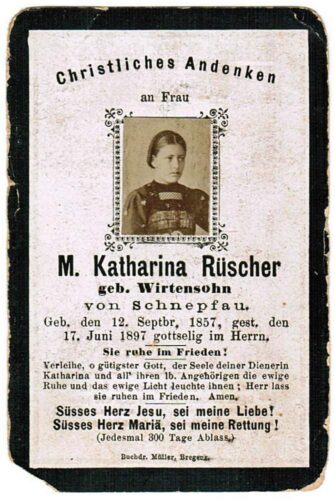 Christliches Andenken
an Frau
M. Katharina Rüscher
geb. Wirtensohn
von Schnepfau.
Geb. den 12. Septbr, 1857, gest. den
17. Juni 1897 gottselig im Herrn.
Sie ruhe im Frieden!
Verleihe, o gütigster Gott, der Seele deiner Dienerin
Katharina und all' ihren lb. Angehörigen die ewige
Ruhe und das ewige Licht leuchte ihnen; Herr lass
sie ruhen im Frieden. Amen.
Süsses Herz Jesu, sei meine Liebe!
Süsses Herz Mariä, sei meine Rettung!
(Jedesmal 300 Tage Ablass.)
Buchdr. Müller, Bregenz.